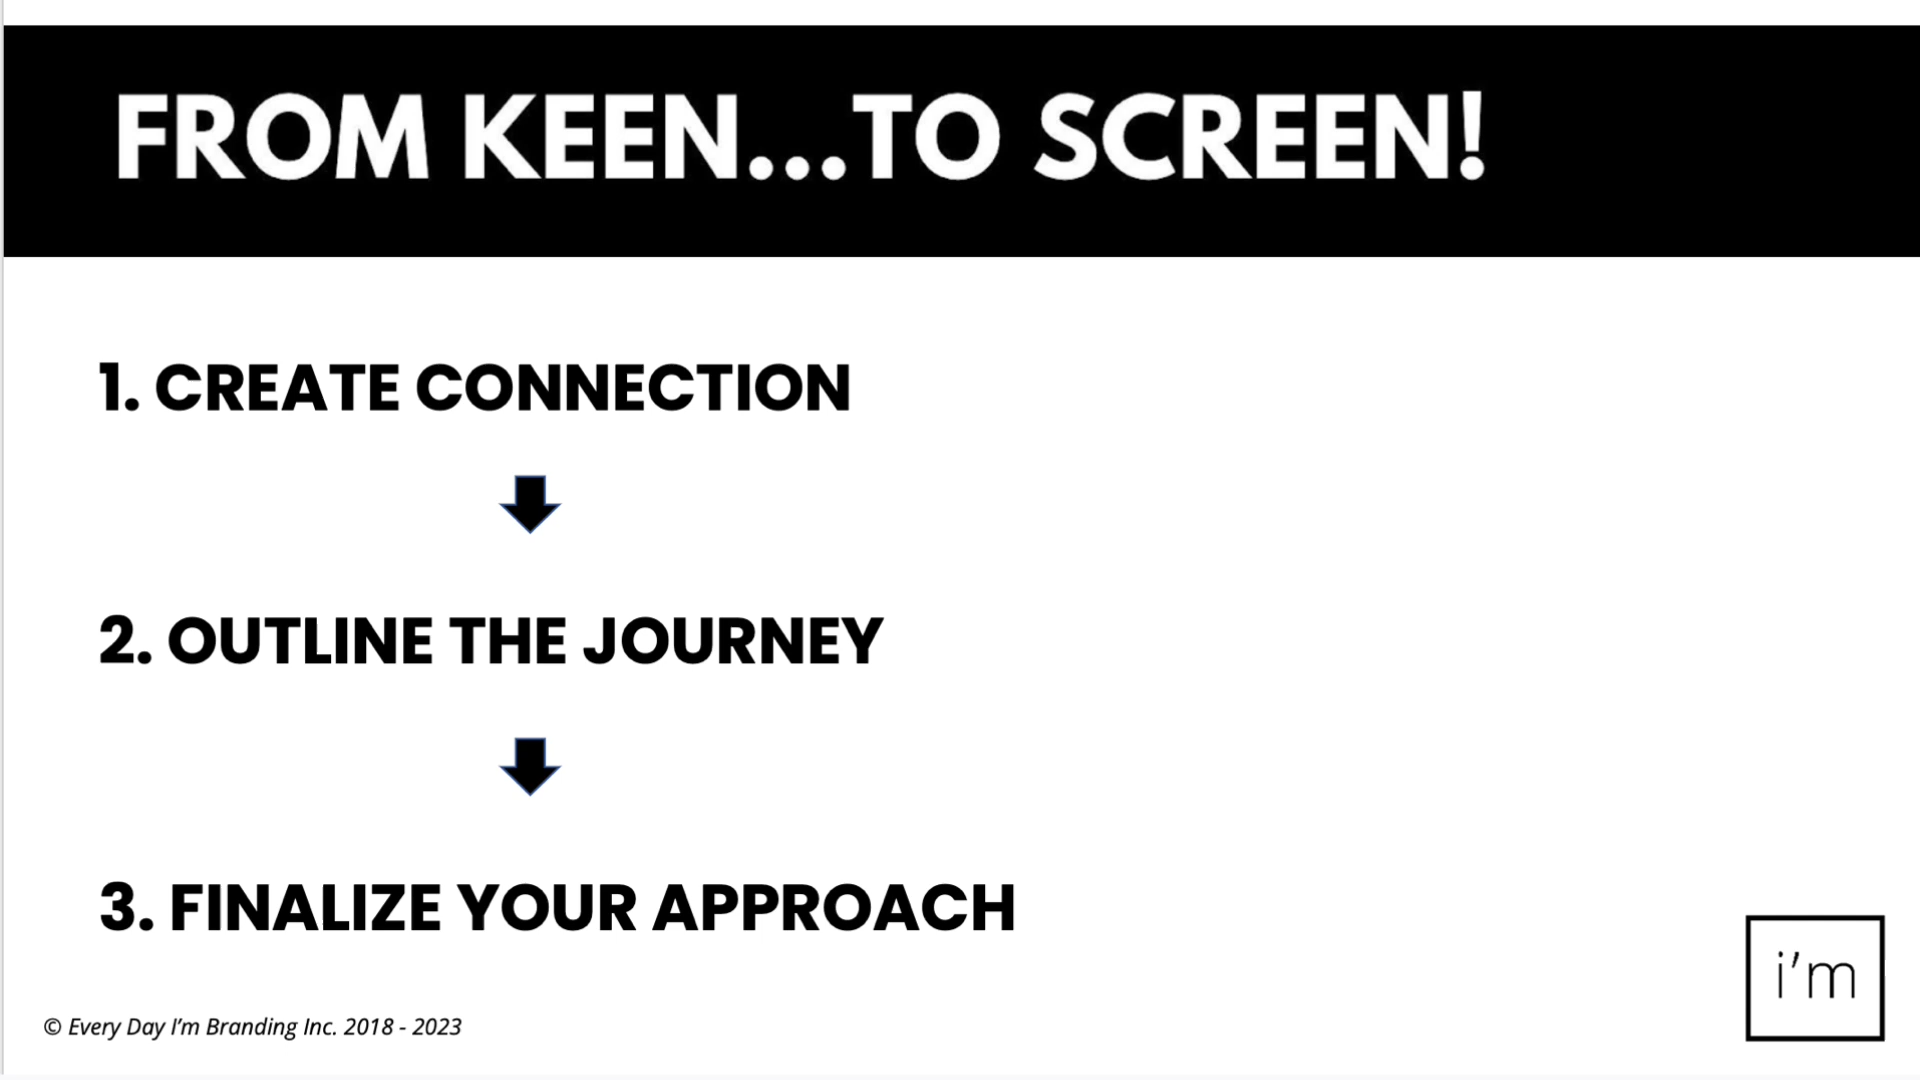 FROM KEEN...TO SCREEN!
1. CREATE CONNECTION
2. OUTLINE THE JOURNEY
3. FINALIZE YOUR APPROACH
i’m
© Every Day I’m Branding Inc. 2018 - 2023